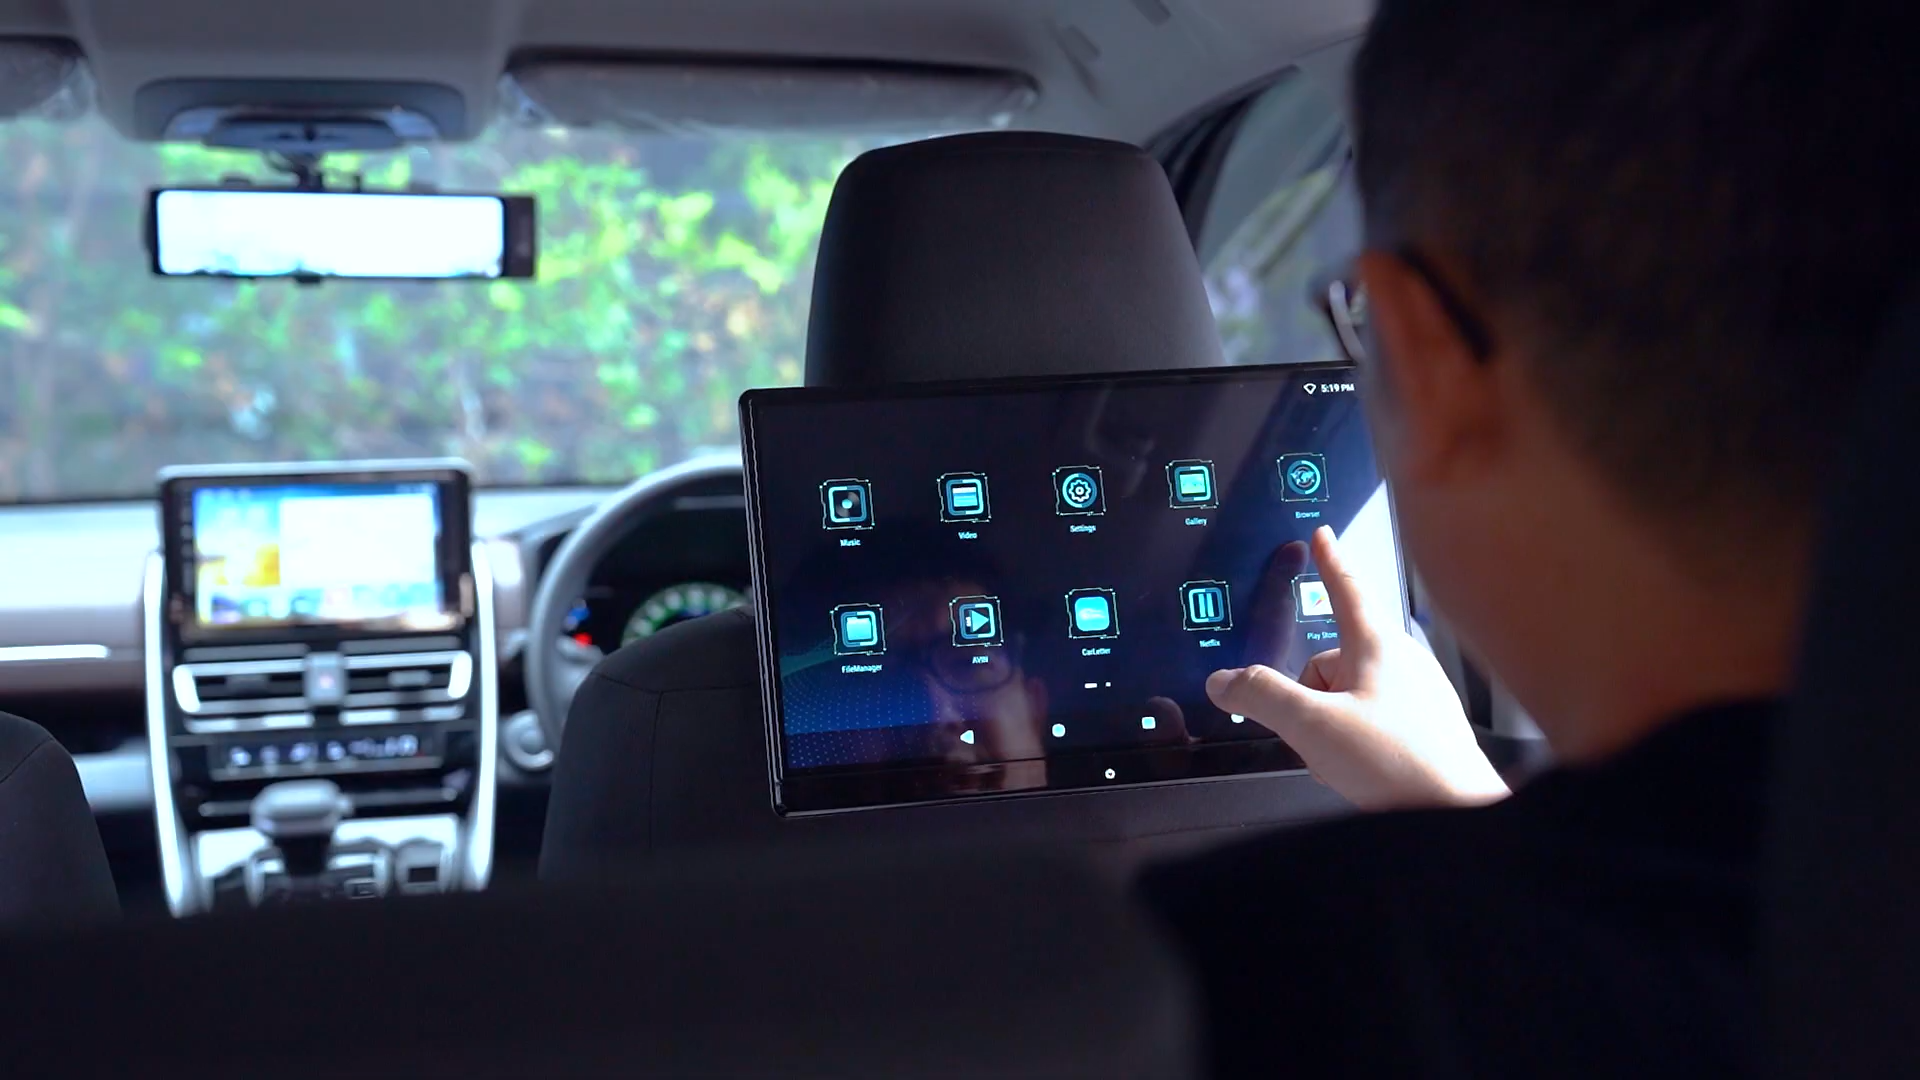 5:19 PM
Music
Video
Settings
Gallery
Browser
FileManager
AVIN
CarLetter
Netflix
Play Store